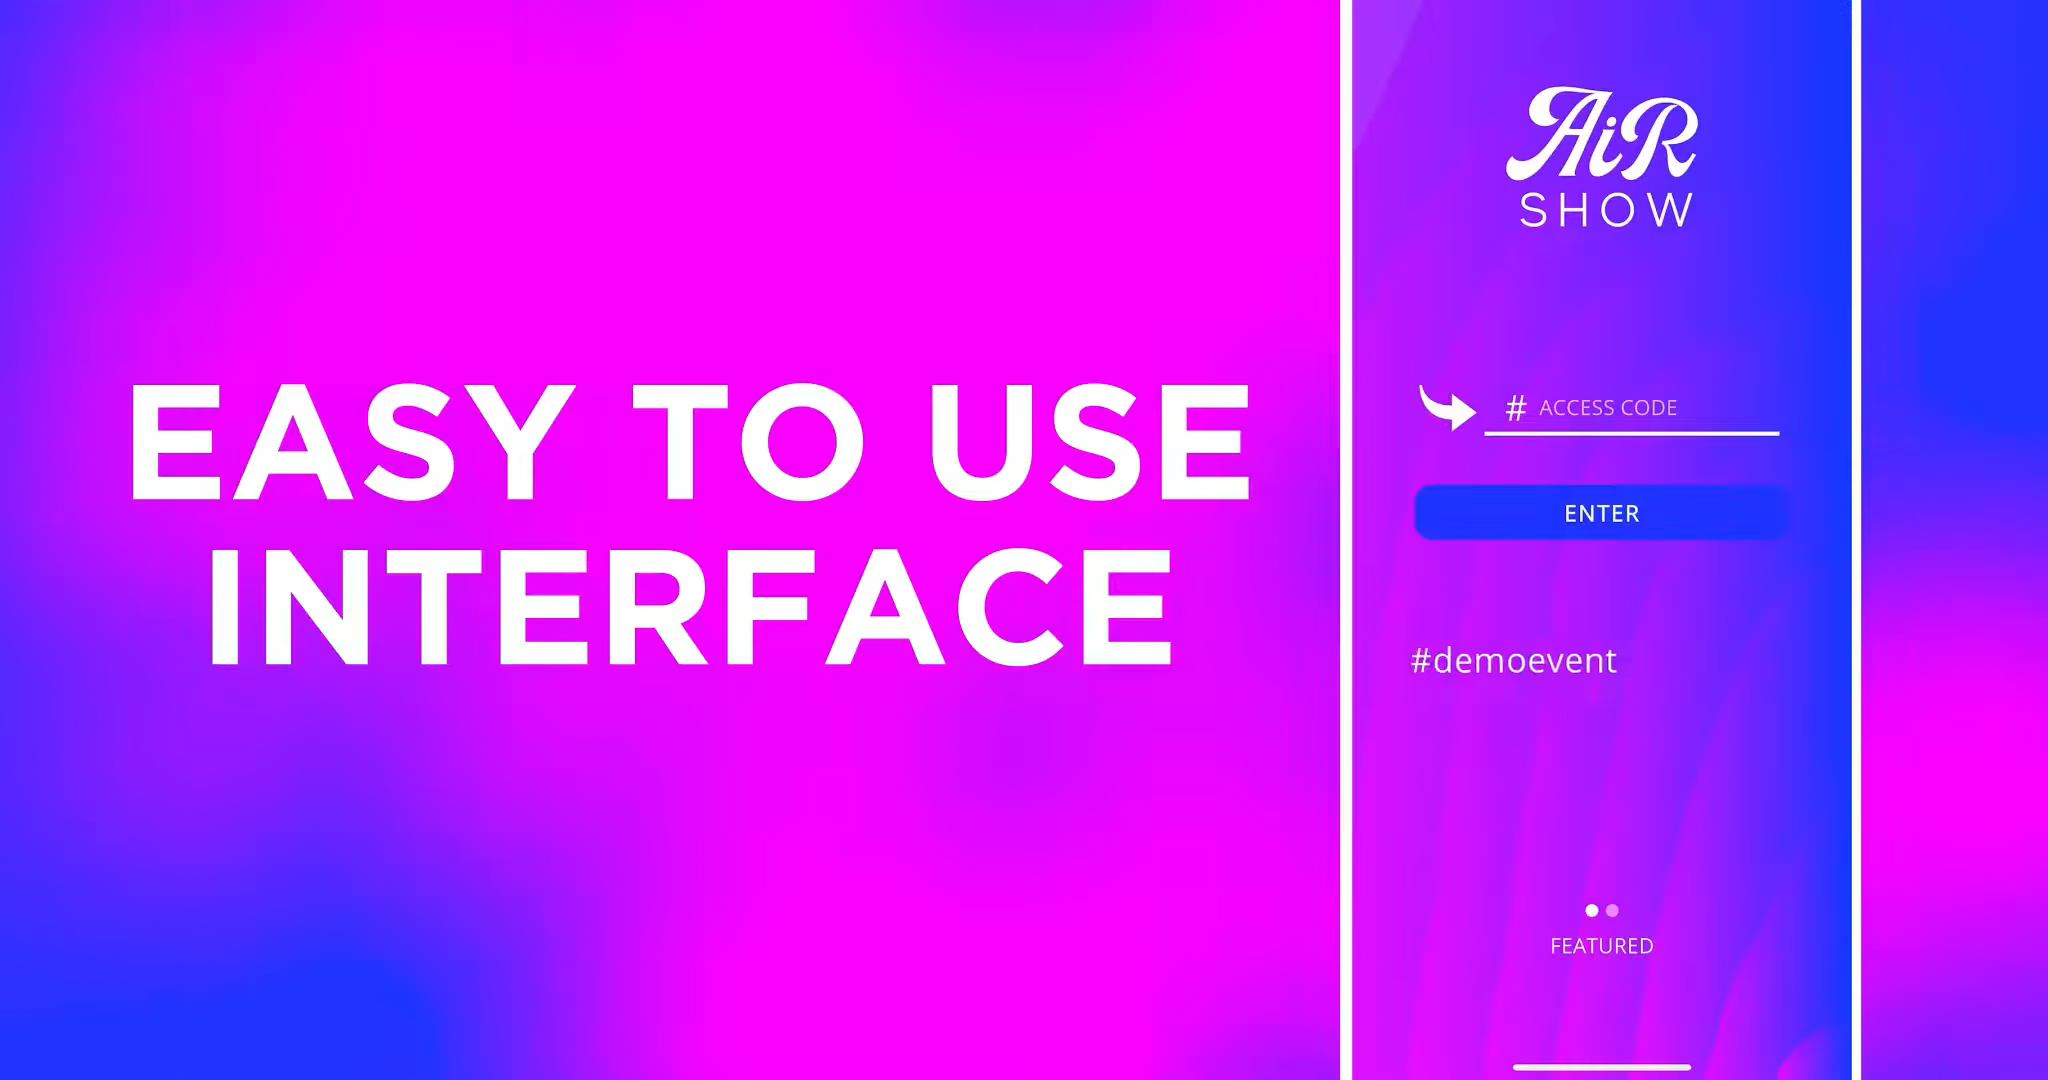 EASY TO USE
INTERFACE
AiR
SHOW
# ACCESS CODE
ENTER
#demoevent
FEATURED